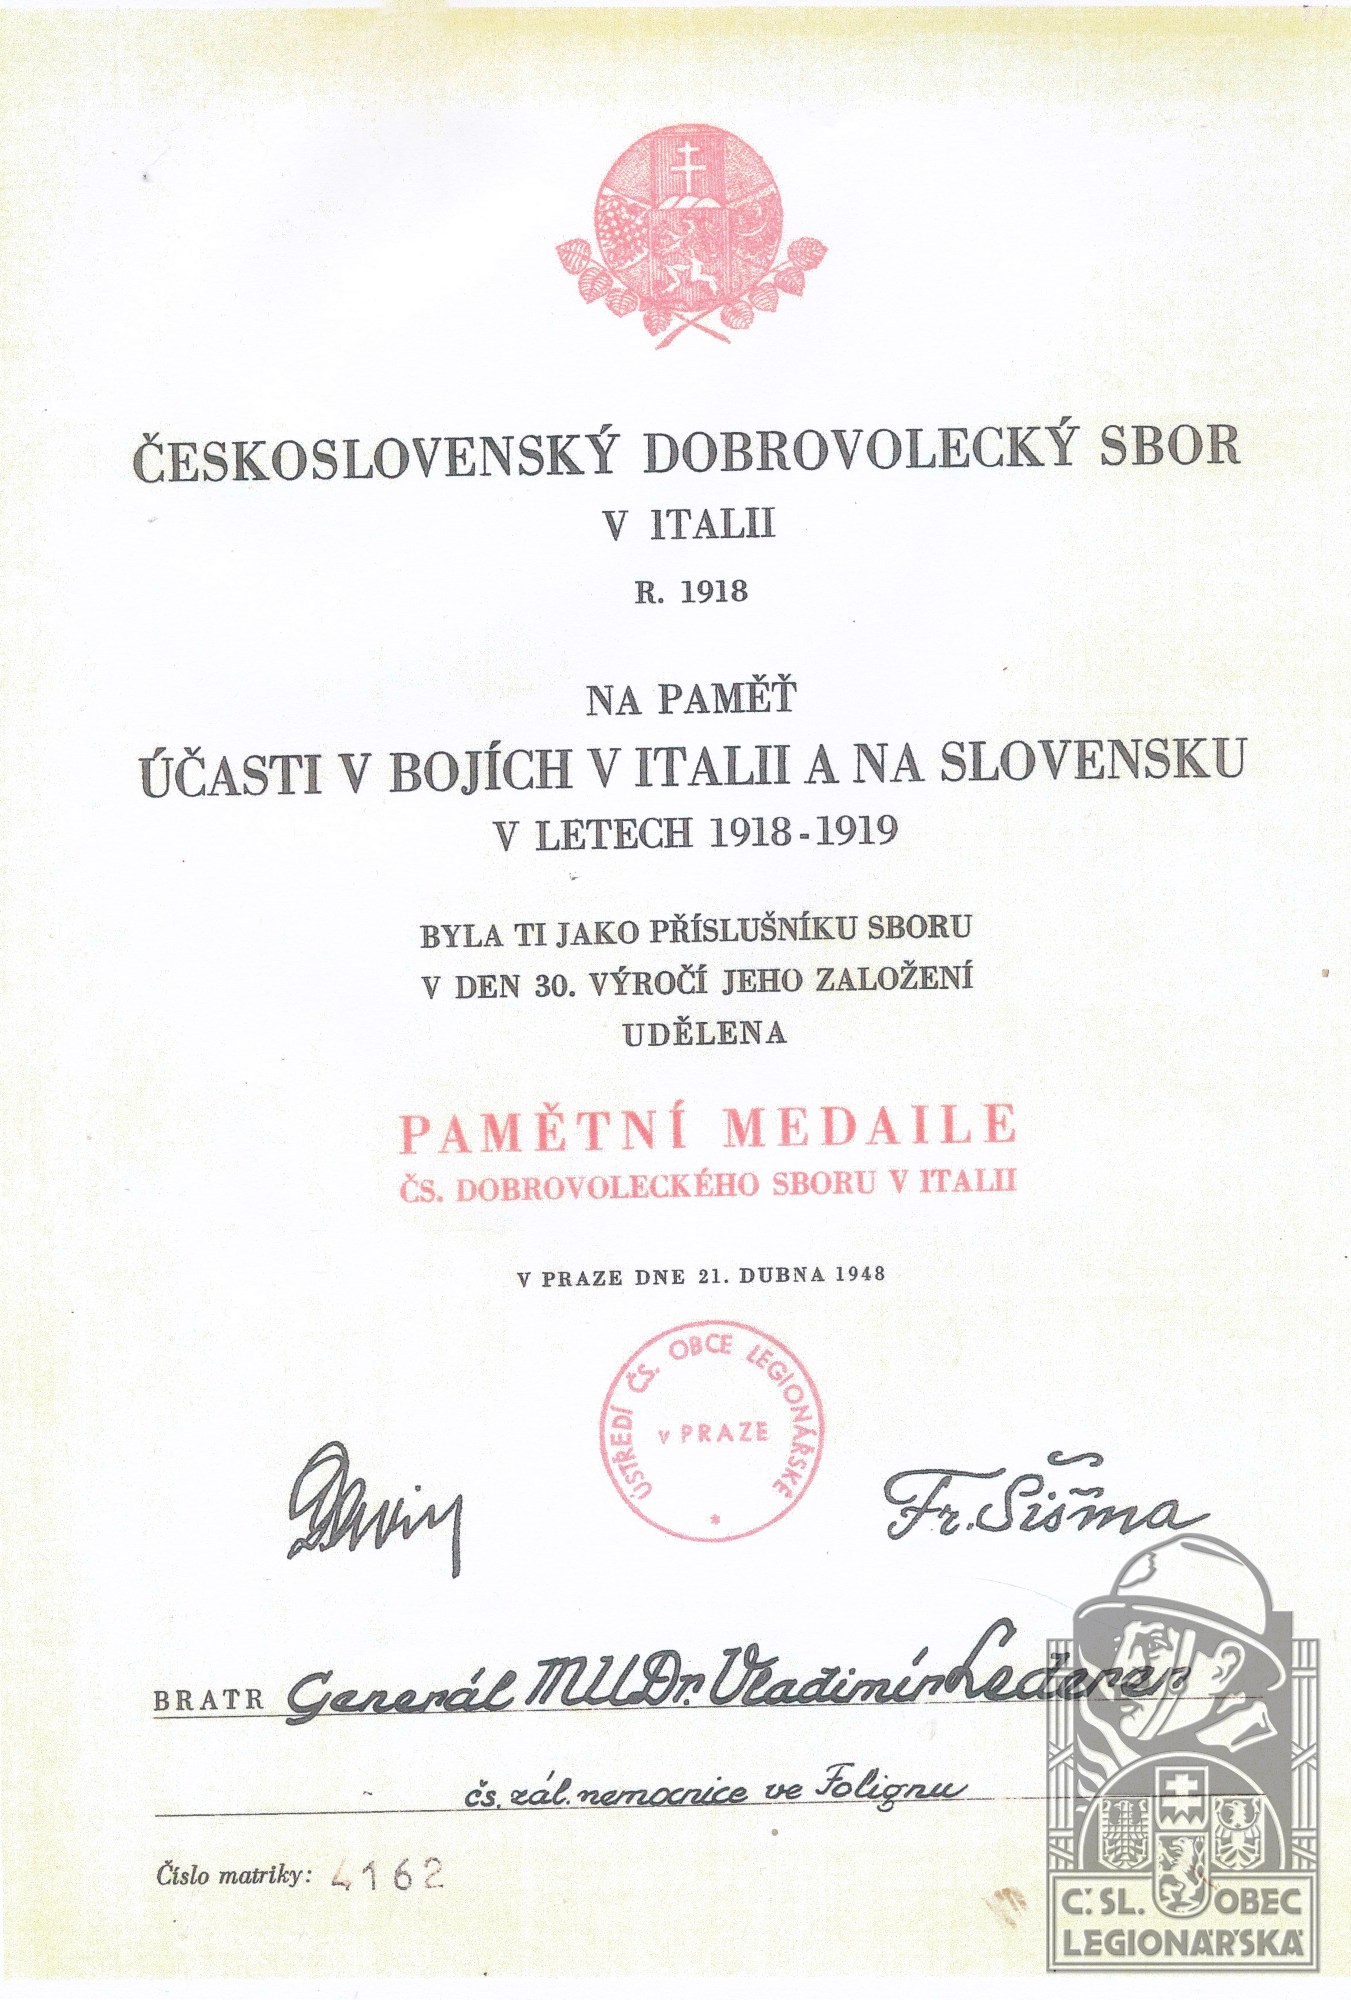 ČESKOSLOVENSKÝ DOBROVOLECKÝ SBOR
V ITALII
R. 1918
NA PAMĚŤ
ÚČASTI V BOJÍCH V ITALII A NA SLOVENSKU
V LETECH 1918-1919
BYLA TI JAKO PŘÍSLUŠNÍKU SBORU
V DEN 30. VÝROČÍ JEHO ZALOŽENÍ
UDĚLENA
PAMĚTNÍ MEDAILE
ČS. DOBROVOLECKÉHO SBORU V ITALII
V PRAZE DNE 21. DUBNA 1948
ÚSTŘEDÍ ČS. OBCE LEGIONÁŘSKÉ
V PRAZE
Fr. Šišma
BRATR Generál MUDr. Vladimír Lederer
čs. zál. nemocnice ve Folignu
Číslo matriky: 4162
Č.SL. OBEC
LEGIONÁŘSKÁ